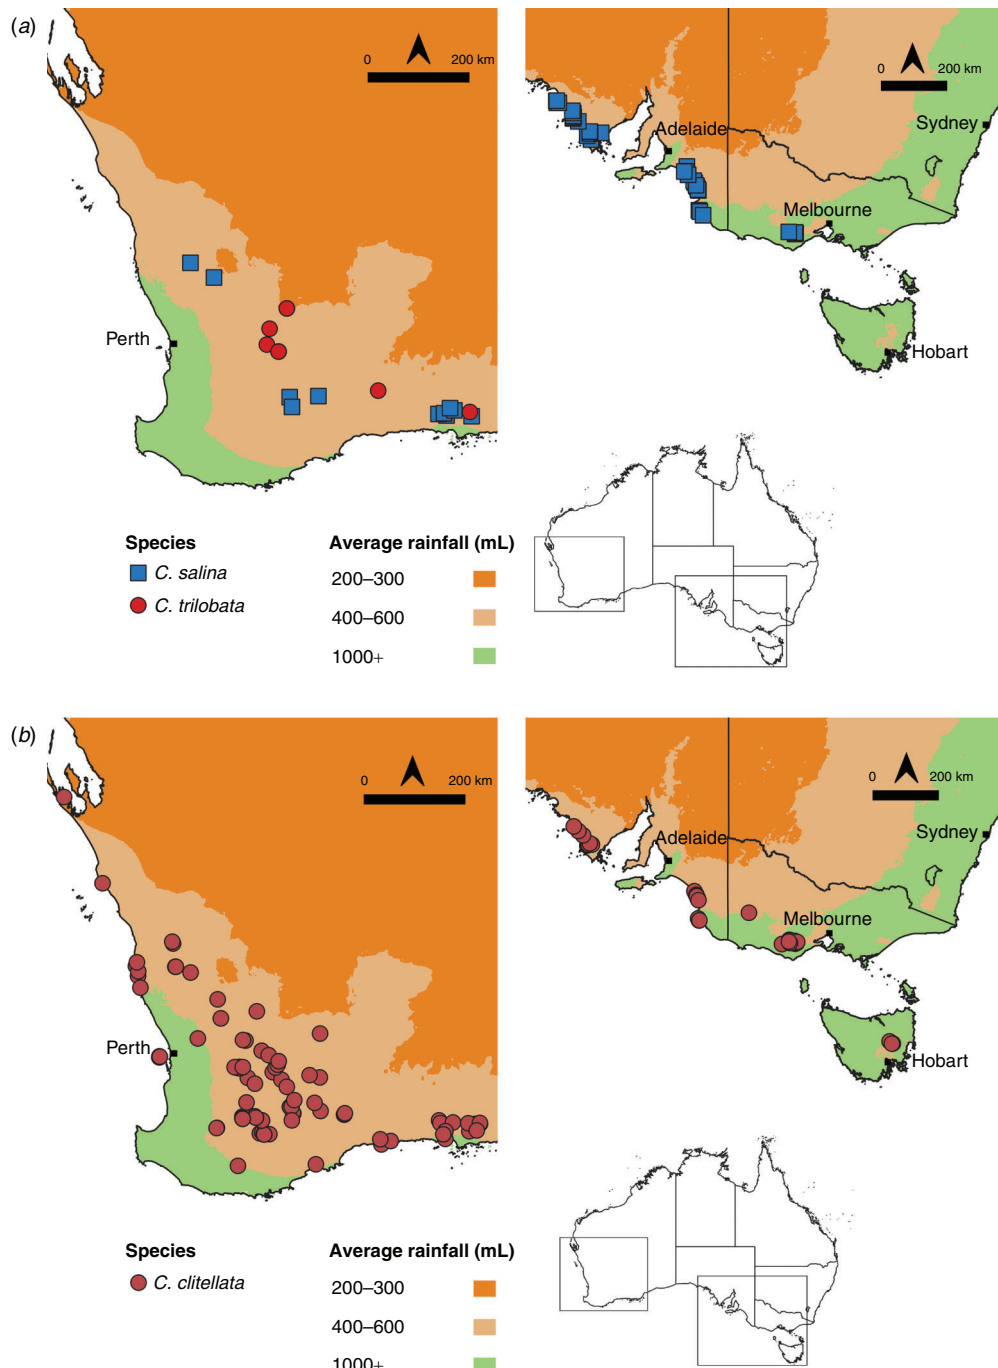 (a)
0 200 km
0 200 km
Sydney
Adelaide
Melbourne
Perth
Hobart
Species
C. salina
C. trilobata
Average rainfall (mL)
200–300
400–600
1000+
(b)
0 200 km
0 200 km
Sydney
Adelaide
Melbourne
Perth
Hobart
Species
C. clitellata
Average rainfall (mL)
200–300
400–600
1000+